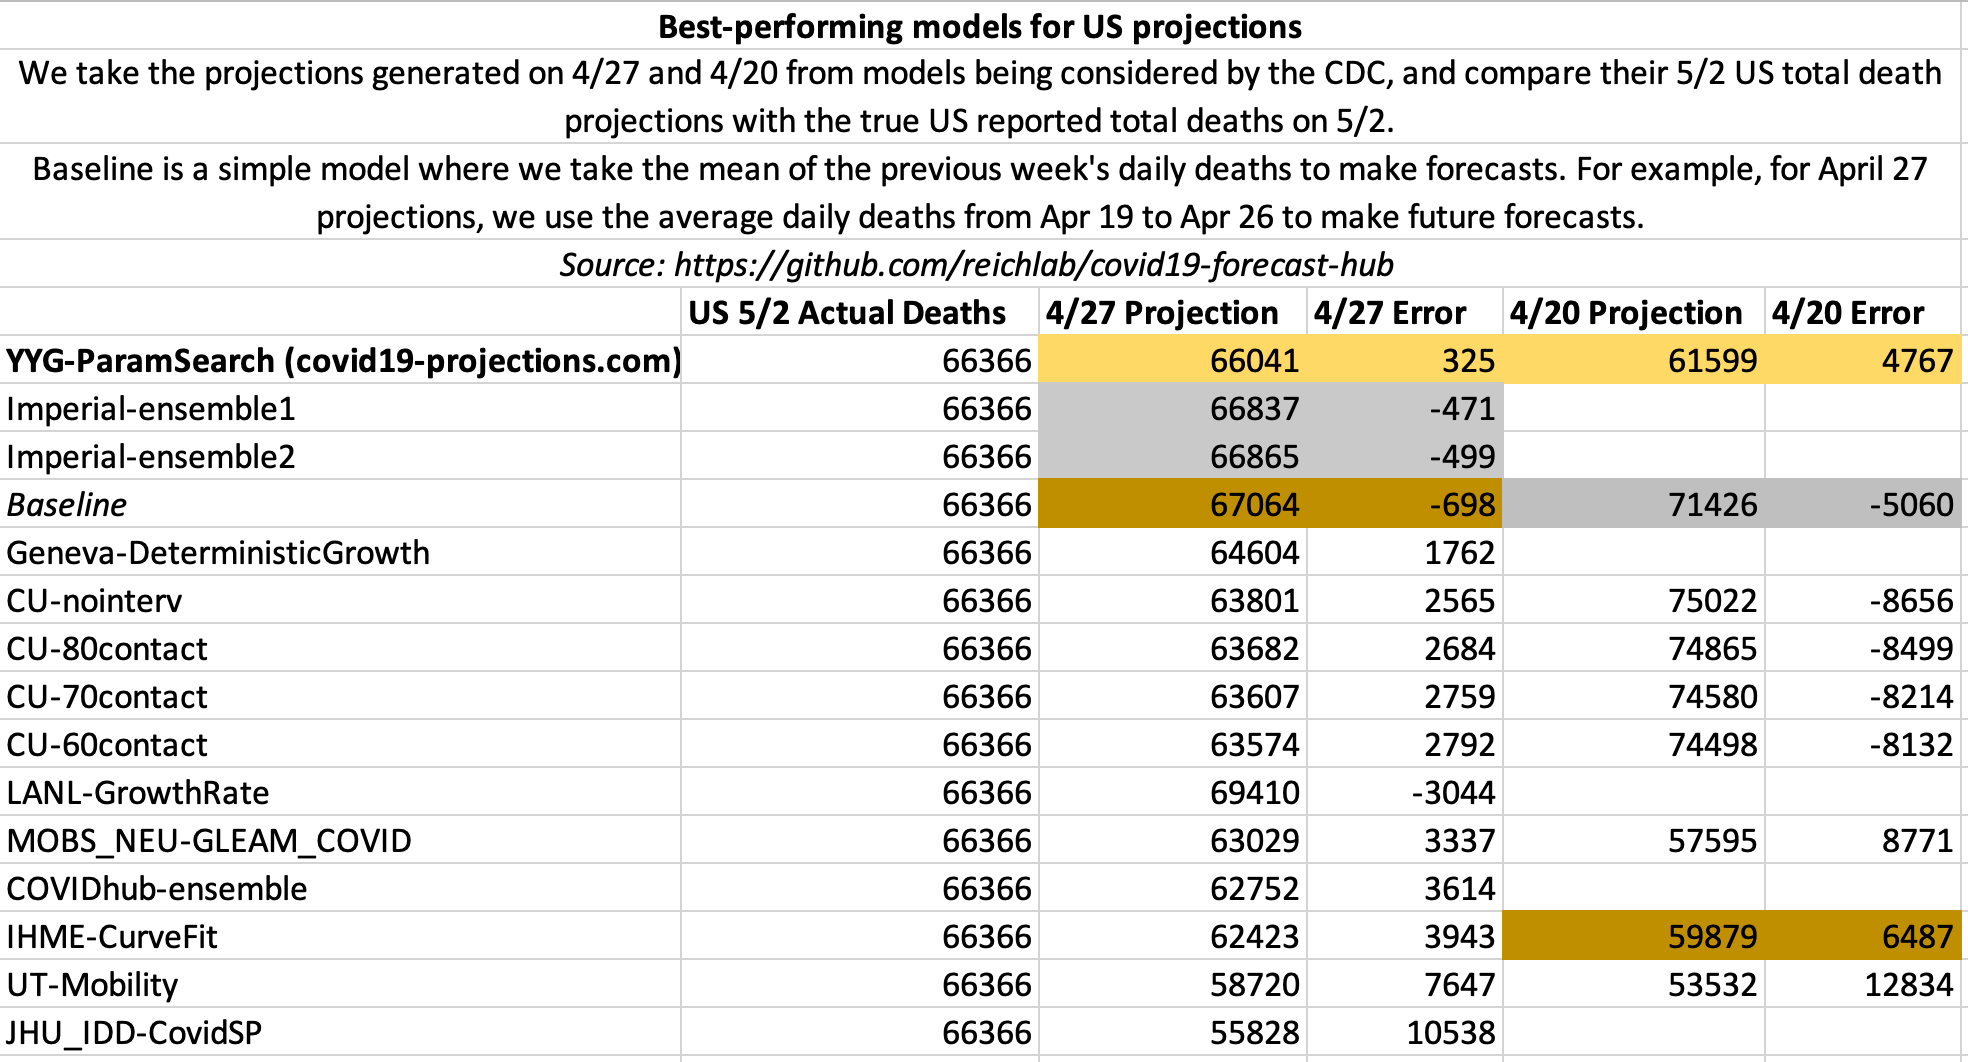 Best-performing models for US projections
We take the projections generated on 4/27 and 4/20 from models being considered by the CDC, and compare their 5/2 US total death
projections with the true US reported total deaths on 5/2.
Baseline is a simple model where we take the mean of the previous week's daily deaths to make forecasts. For example, for April 27
projections, we use the average daily deaths from Apr 19 to Apr 26 to make future forecasts.
Source: https://github.com/reichlab/covid19-forecast-hub
US 5/2 Actual Deaths 4/27 Projection 4/27 Error 4/20 Projection 4/20 Error
YYG-ParamSearch (covid19-projections.com) 66366 66041 325 61599 4767
Imperial-ensemble1 66366 66837 -471
Imperial-ensemble2 66366 66865 -499
Baseline 66366 67064 -698 71426 -5060
Geneva-DeterministicGrowth 66366 64604 1762
CU-nointerv 66366 63801 2565 75022 -8656
CU-80contact 66366 63682 2684 74865 -8499
CU-70contact 66366 63607 2759 74580 -8214
CU-60contact 66366 63574 2792 74498 -8132
LANL-GrowthRate 66366 69410 -3044
MOBS_NEU-GLEAM_COVID 66366 63029 3337 57595 8771
COVIDhub-ensemble 66366 62752 3614
IHME-CurveFit 66366 62423 3943 59879 6487
UT-Mobility 66366 58720 7647 53532 12834
JHU_IDD-CovidSP 66366 55828 10538